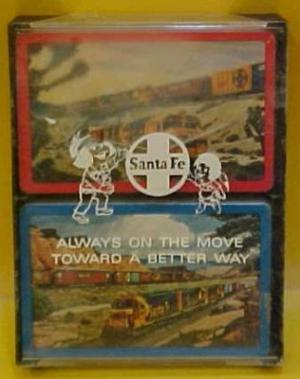 Santa Fe
ALWAYS ON THE MOVE
TOWARD A BETTER WAY